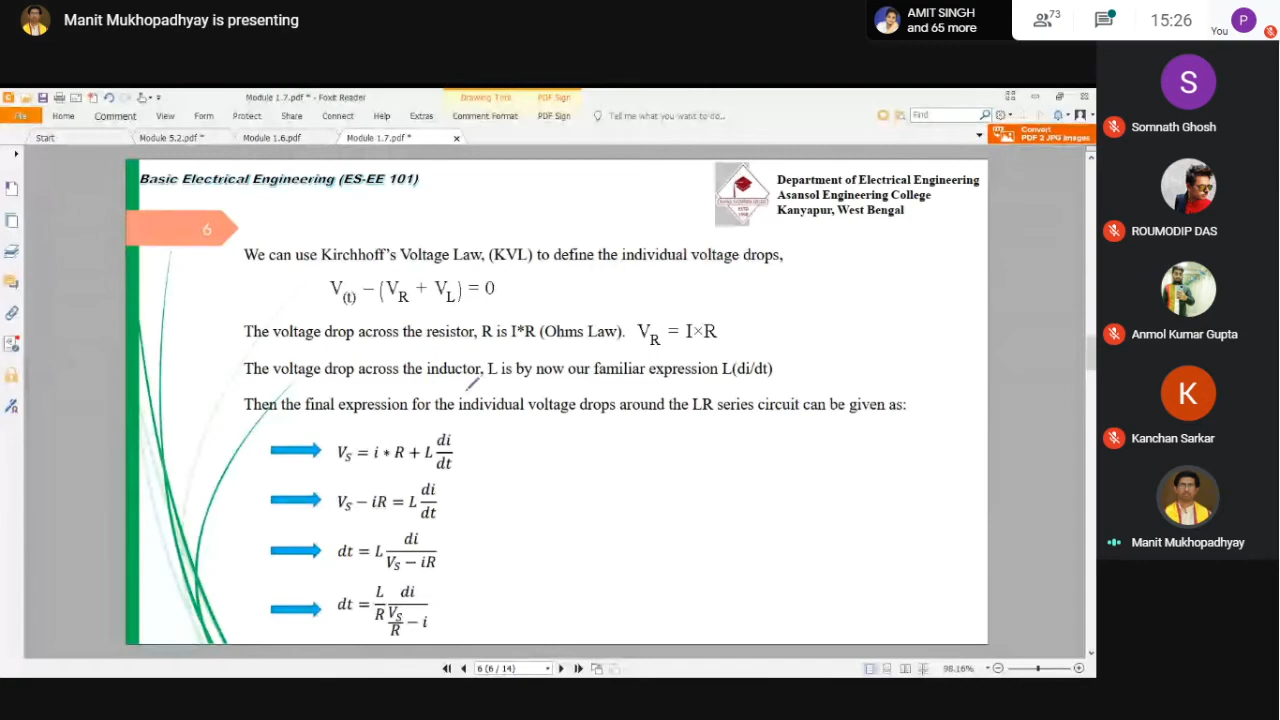 Manit Mukhopadhyay is presenting
AMIT SINGH
and 65 more
73
15:26
You
P
Module 1.7.pdf * - Foxit Reader
Drawing Tools
PDF Sign
File
Home
Comment
View
Form
Protect
Share
Connect
Help
Extras
Comment Format
PDF Sign
Tell me what you want to do...
Find
Start
Module 5.2.pdf *
Module 1.6.pdf
Module 1.7.pdf *
Convert
PDF 2 JPG Images
Basic Electrical Engineering (ES-EE 101)
Department of Electrical Engineering
Asansol Engineering College
Kanyapur, West Bengal
6
We can use Kirchhoff's Voltage Law, (KVL) to define the individual voltage drops,
V(t) − (VR + VL) = 0
The voltage drop across the resistor, R is I*R (Ohms Law). VR = I×R
The voltage drop across the inductor, L is by now our familiar expression L(di/dt)
Then the final expression for the individual voltage drops around the LR series circuit can be given as:
VS = i ∗ R + L di/dt
VS − iR = L di/dt
dt = L di/(VS − iR)
dt = L/R di/(VS/R − i)
6 (6 / 14)
98.16%
S
Somnath Ghosh
ROUMODIP DAS
Anmol Kumar Gupta
K
Kanchan Sarkar
Manit Mukhopadhyay